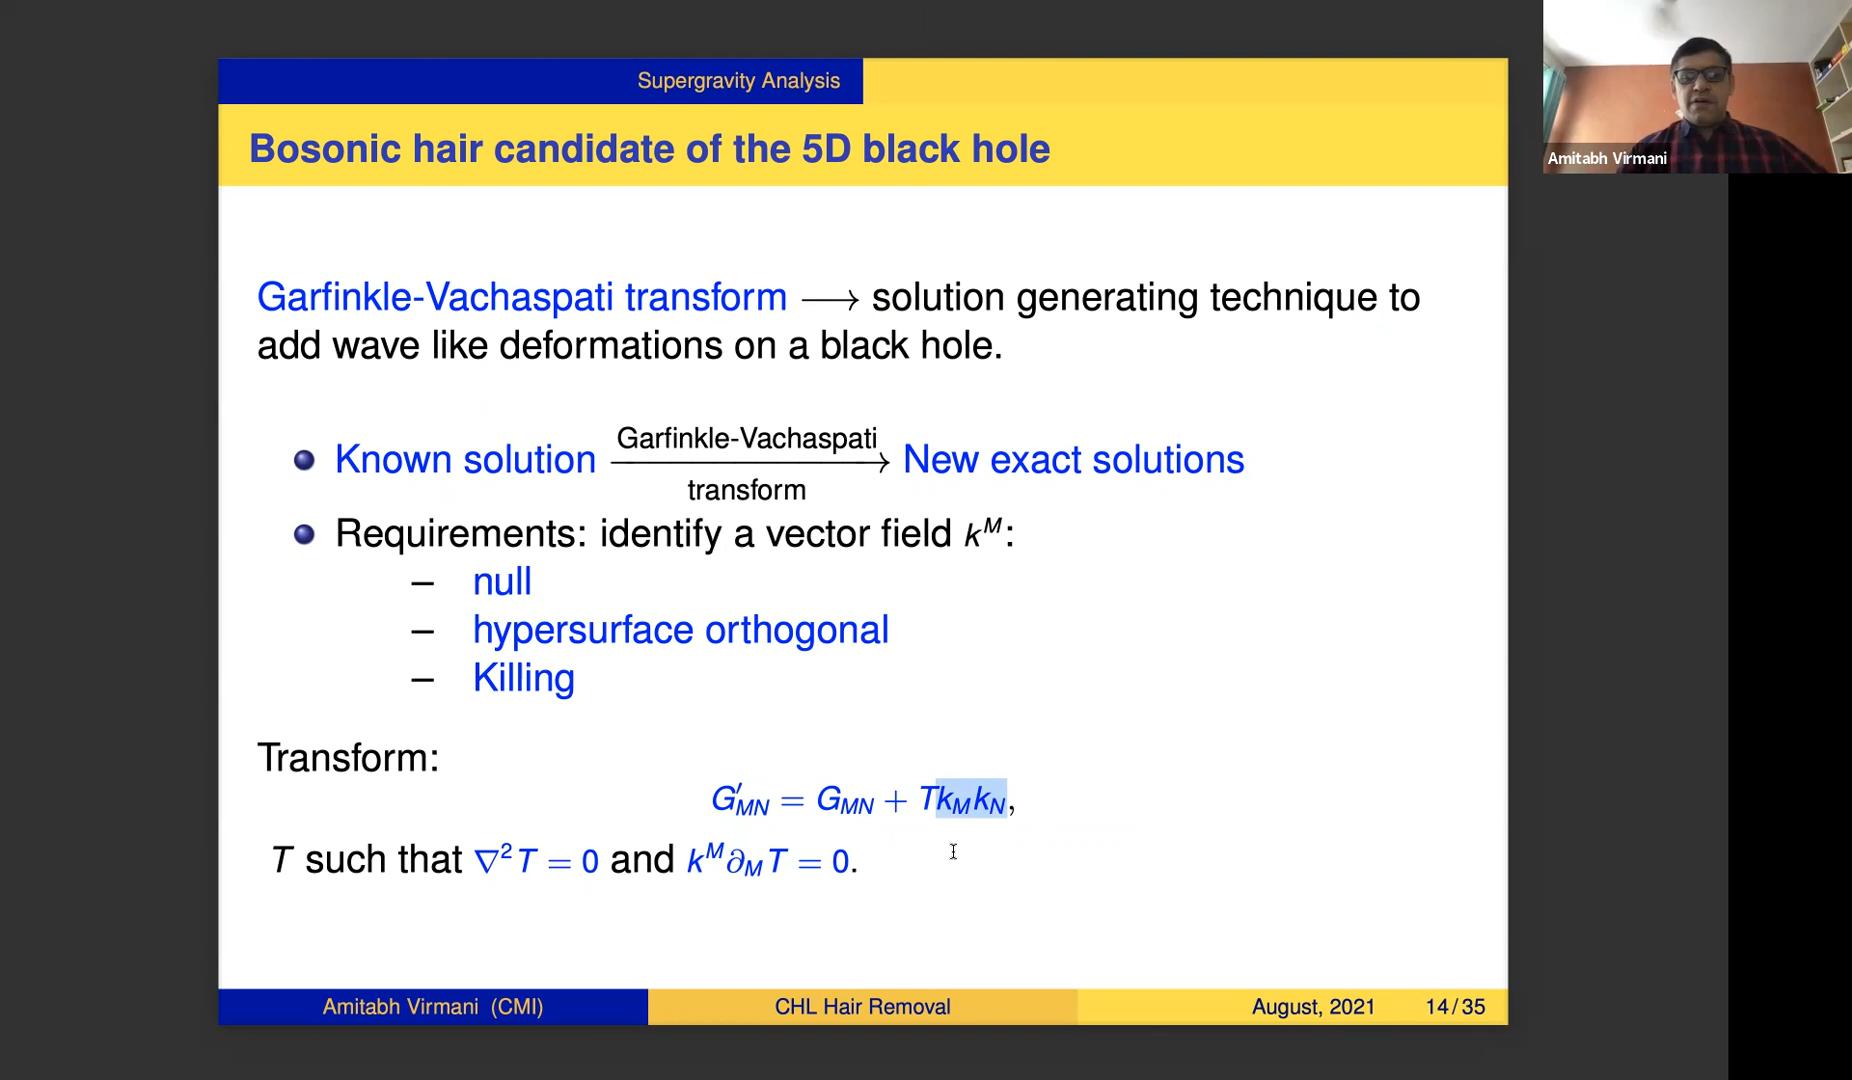 Supergravity Analysis
Bosonic hair candidate of the 5D black hole
Amitabh Virmani
Garfinkle-Vachaspati transform ⟶ solution generating technique to
add wave like deformations on a black hole.
Garfinkle-Vachaspati
Known solution ⟶ New exact solutions
transform
Requirements: identify a vector field k^M:
– null
– hypersurface orthogonal
– Killing
Transform:
G′_MN = G_MN + Tk_Mk_N,
T such that ∇²T = 0 and k^M∂_MT = 0.
Amitabh Virmani (CMI) CHL Hair Removal August, 2021 14/35